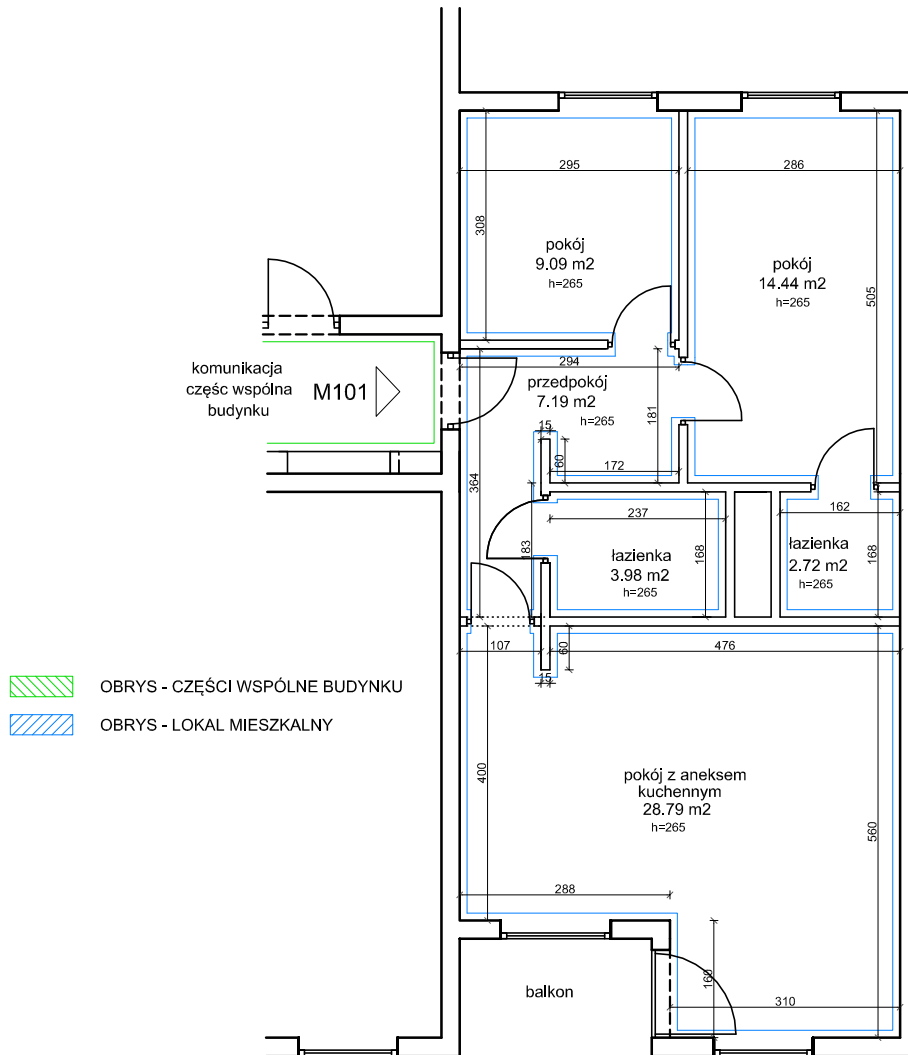 295
286
308
pokój
9.09 m2
h=265
pokój
14.44 m2
h=265
505
komunikacja
częśc wspólna
budynku
M101
294
przedpokój
7.19 m2
h=265
181
15
60
172
364
237
162
183
łazienka
3.98 m2
h=265
168
łazienka
2.72 m2
h=265
168
107
60
476
15
OBRYS - CZĘŚCI WSPÓLNE BUDYNKU
OBRYS - LOKAL MIESZKALNY
400
pokój z aneksem
kuchennym
28.79 m2
h=265
560
288
balkon
160
310